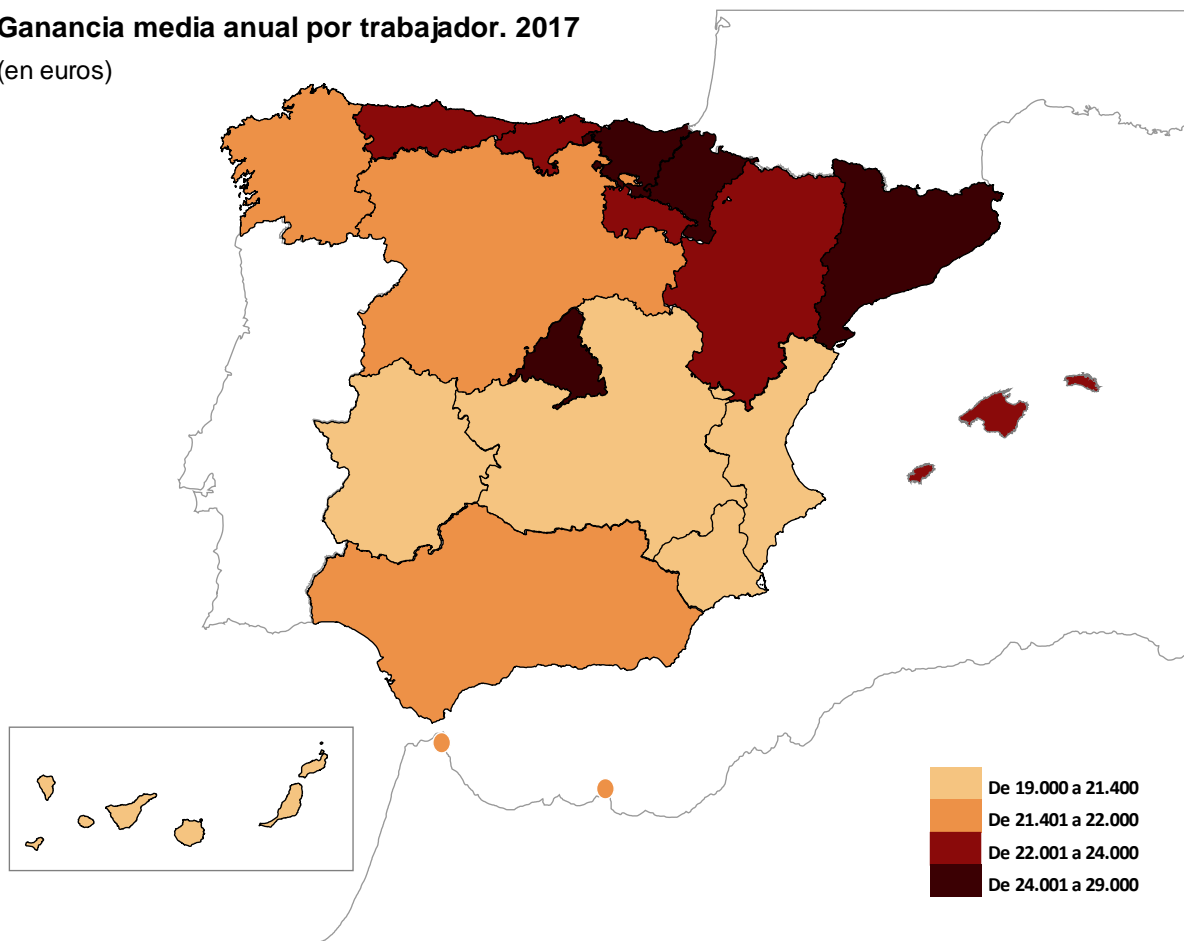 Ganancia media anual por trabajador. 2017
(en euros)
De 19.000 a 21.400
De 21.401 a 22.000
De 22.001 a 24.000
De 24.001 a 29.000